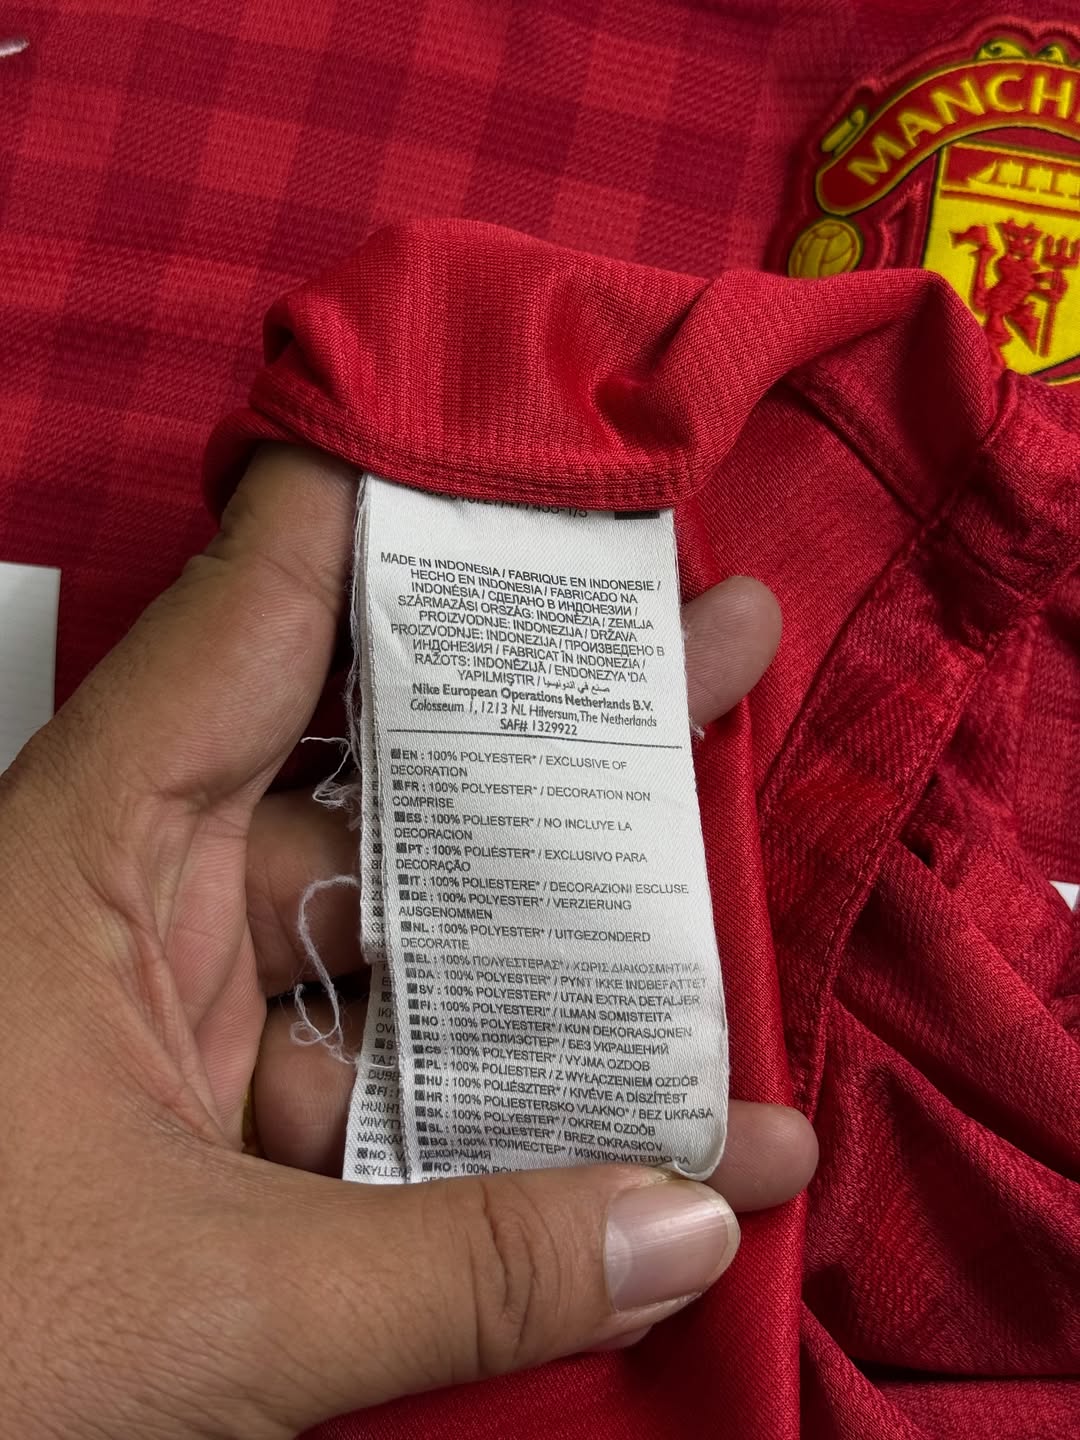 MANCH
MADE IN INDONESIA / FABRIQUE EN INDONESIE /
HECHO EN INDONESIA / FABRICADO NA
INDONÉSIA / СДЕЛАНО В ИНДОНЕЗИИ /
SZÁRMAZÁSI ORSZÁG: INDONÉZIA / ZEMLJA
PROIZVODNJE: INDONEZIJA / DRŽAVA
PROIZVODNJE: INDONEZIJA / ПРОИЗВЕДЕНО В
ИНДОНЕЗИЯ / FABRICAT ÎN INDONEZIA /
RAŽOTS: INDONĒZIJĀ / ENDONEZYA 'DA
YAPILMIŞTIR / صنع في اندونيسيا
Nike European Operations Netherlands B.V.
Colosseum 1, 1213 NL Hilversum, The Netherlands
SAF# 1329922
EN : 100% POLYESTER* / EXCLUSIVE OF
DECORATION
FR : 100% POLYESTER* / DECORATION NON
COMPRISE
ES : 100% POLIESTER* / NO INCLUYE LA
DECORACION
PT : 100% POLIÉSTER* / EXCLUSIVO PARA
DECORAÇÃO
IT : 100% POLIESTERE* / DECORAZIONI ESCLUSE
DE : 100% POLYESTER* / VERZIERUNG
AUSGENOMMEN
NL : 100% POLYESTER* / UITGEZONDERD
DECORATIE
EL : 100% ΠΟΛΥΕΣΤΕΡΑΣ* / ΧΩΡΙΣ ΔΙΑΚΟΣΜΗΤΙΚΑ
DA : 100% POLYESTER* / PYNT IKKE INDBEFATTET
SV : 100% POLYESTER* / UTAN EXTRA DETALJER
FI : 100% POLYESTERI* / ILMAN SOMISTEITA
NO : 100% POLYESTER* / KUN DEKORASJONEN
RU : 100% ПОЛИЭСТЕР* / БЕЗ УКРАШЕНИЙ
CS : 100% POLYESTER* / VYJMA OZDOB
PL : 100% POLIESTER / Z WYŁĄCZENIEM OZDÓB
HU : 100% POLIÉSZTER* / KIVÉVE A DÍSZÍTÉST
HR : 100% POLIESTERSKO VLAKNO* / BEZ UKRASA
SK : 100% POLYESTER* / OKREM OZDÔB
SL : 100% POLIESTER* / BREZ OKRASKOV
BG : 100% ПОЛИЕСТЕР* / ИЗКЛЮЧИТЕЛНО ЗА
ДЕКОРАЦИЯ
RO : 100%